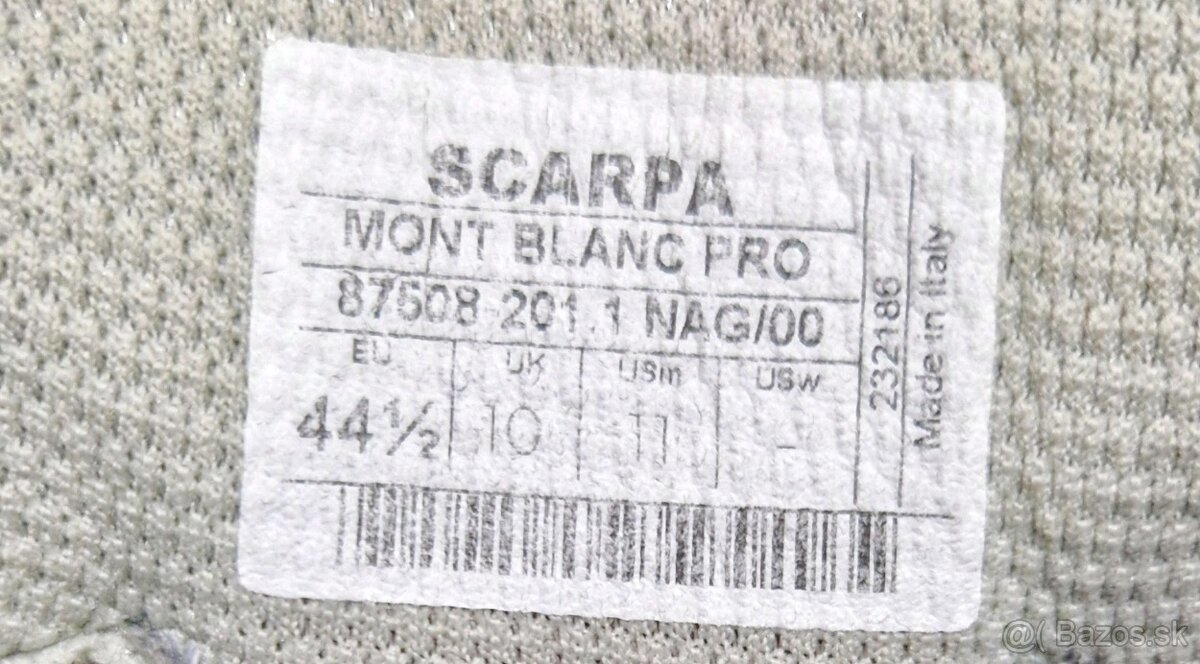 SCARPA
MONT BLANC PRO
87508-201.1 NAG/00
EU UK USm USw
44½ 10 11 -
232186
Made in Italy
@( Bazos.sk